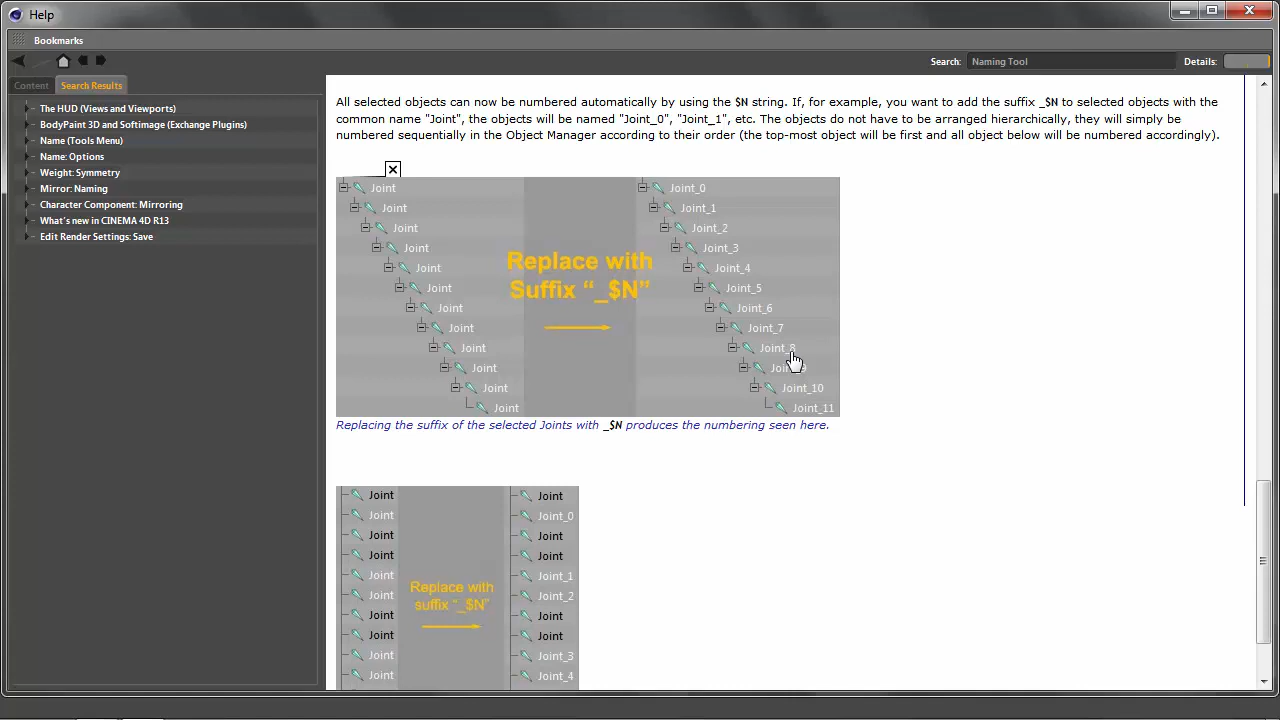 Help
Bookmarks
Search: Naming Tool Details:
Content Search Results
The HUD (Views and Viewports)
BodyPaint 3D and Softimage (Exchange Plugins)
Name (Tools Menu)
Name: Options
Weight: Symmetry
Mirror: Naming
Character Component: Mirroring
What's new in CINEMA 4D R13
Edit Render Settings: Save
All selected objects can now be numbered automatically by using the $N string. If, for example, you want to add the suffix _$N to selected objects with the
common name "Joint", the objects will be named "Joint_0", "Joint_1", etc. The objects do not have to be arranged hierarchically, they will simply be
numbered sequentially in the Object Manager according to their order (the top-most object will be first and all object below will be numbered accordingly).
Joint
Joint
Joint
Joint
Joint
Joint
Joint
Joint
Joint
Joint
Joint
Joint
Replace with
Suffix “_$N”
Joint_0
Joint_1
Joint_2
Joint_3
Joint_4
Joint_5
Joint_6
Joint_7
Joint_8
Joint_9
Joint_10
Joint_11
Replacing the suffix of the selected Joints with _$N produces the numbering seen here.
Joint
Joint
Joint
Joint
Joint
Joint
Joint
Joint
Joint
Joint
Replace with
suffix “_$N”
Joint
Joint_0
Joint
Joint
Joint_1
Joint_2
Joint
Joint
Joint_3
Joint_4